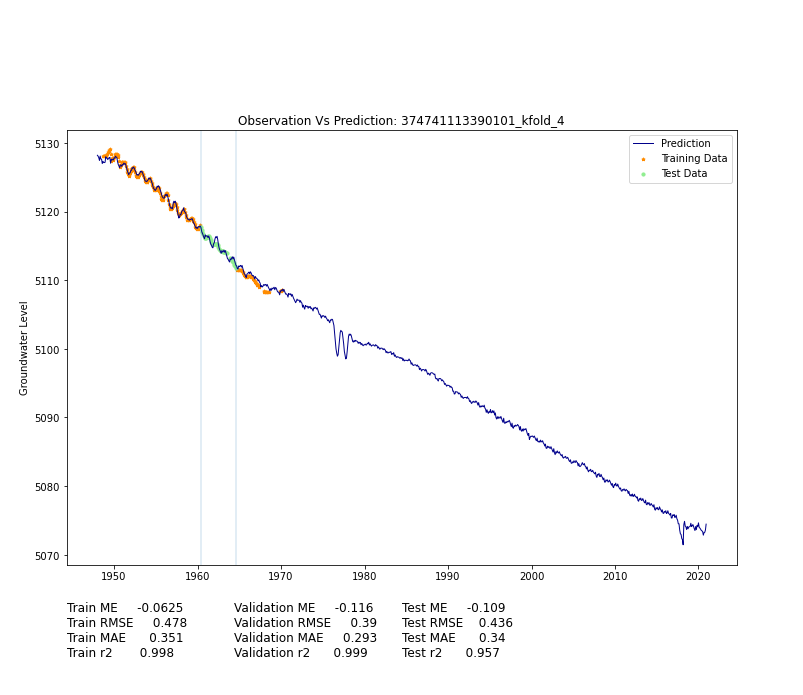 Observation Vs Prediction: 374741113390101_kfold_4
Prediction
Training Data
Test Data
Groundwater Level
5130
5120
5110
5100
5090
5080
5070
1950 1960 1970 1980 1990 2000 2010 2020
Train ME -0.0625 Validation ME -0.116 Test ME -0.109
Train RMSE 0.478 Validation RMSE 0.39 Test RMSE 0.436
Train MAE 0.351 Validation MAE 0.293 Test MAE 0.34
Train r2 0.998 Validation r2 0.999 Test r2 0.957